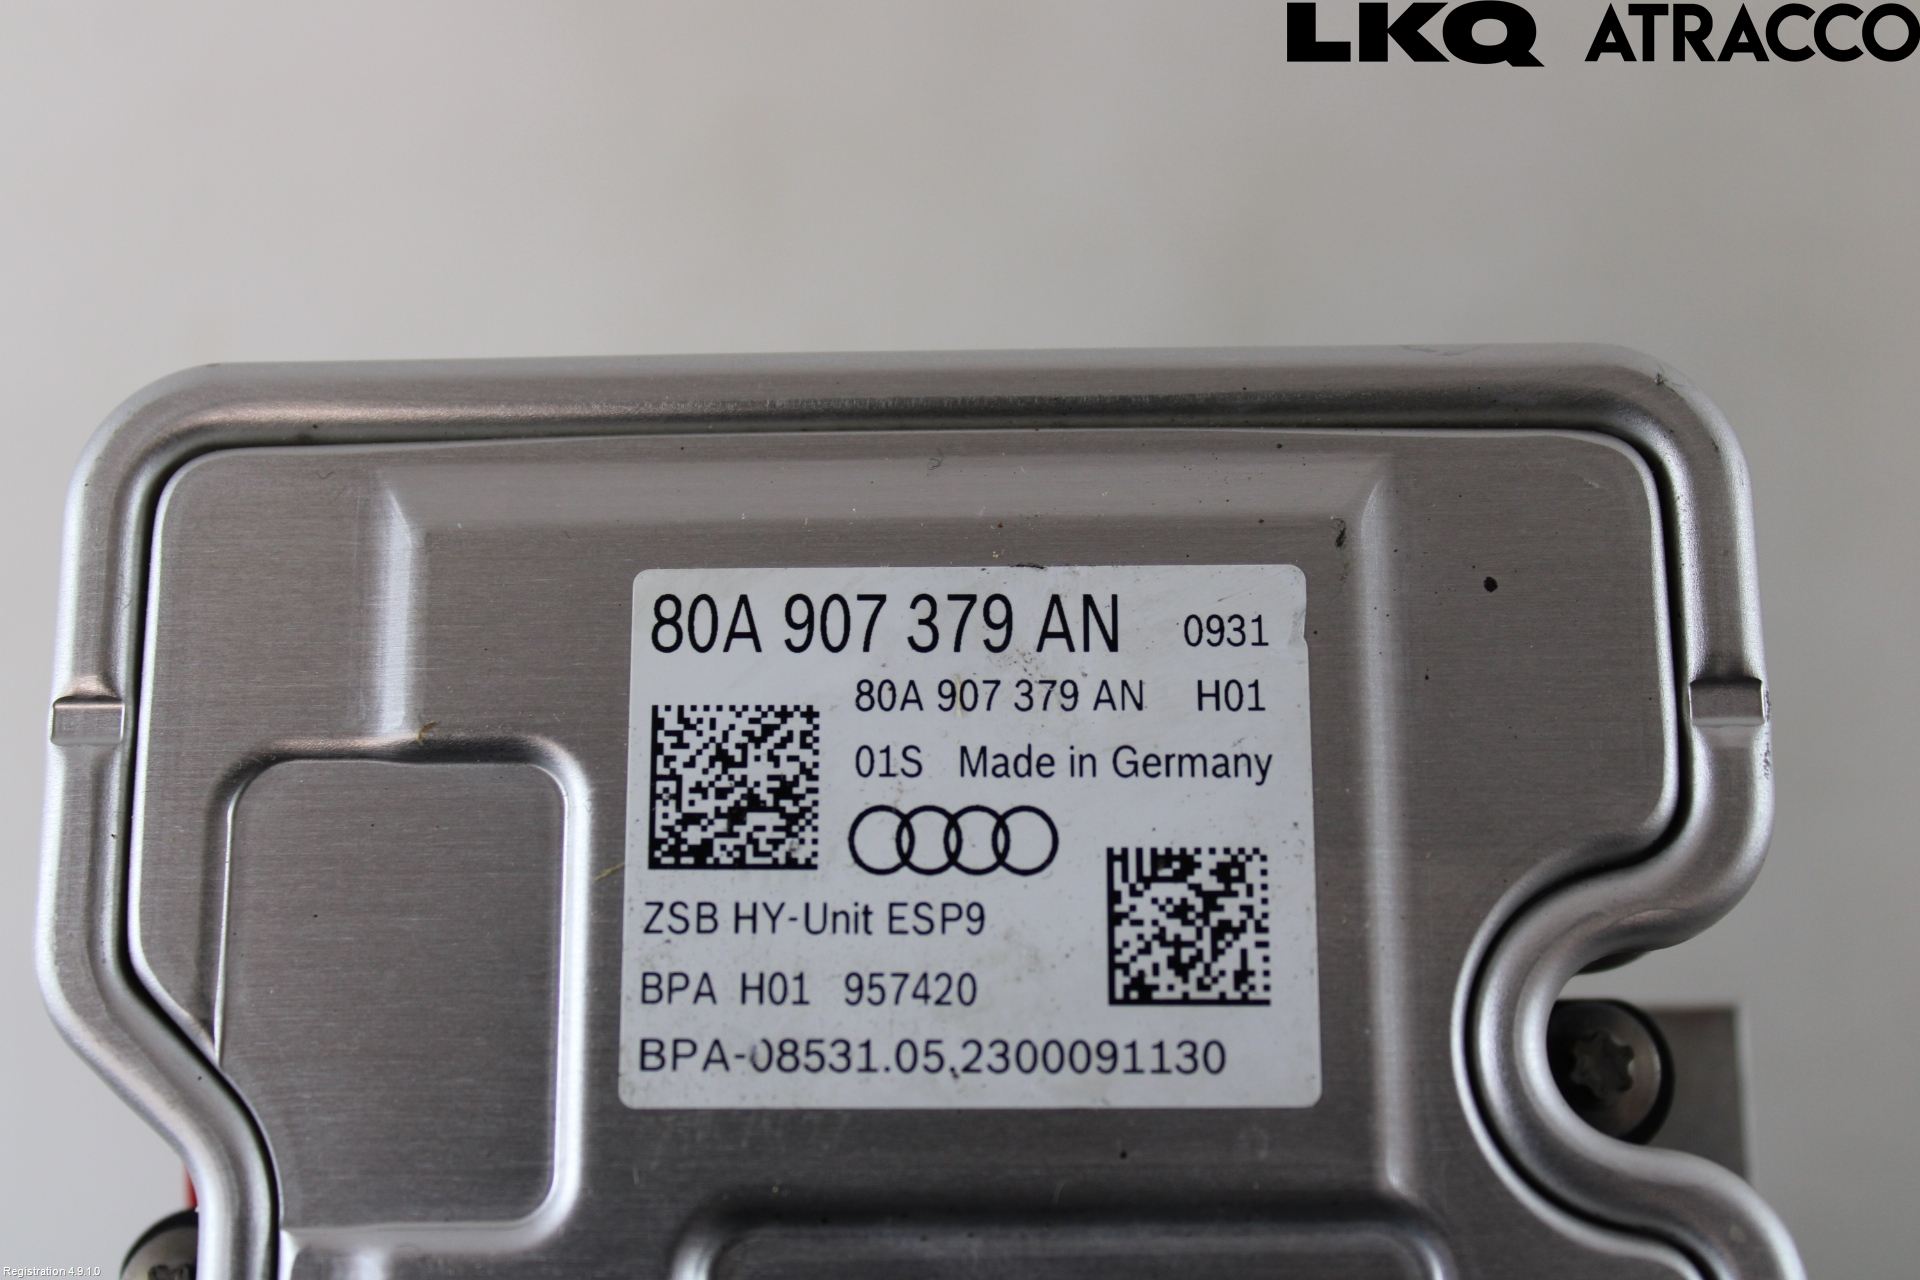 LKQ ATRACCO
80A 907 379 AN 0931
80A 907 379 AN H01
01S Made in Germany
ZSB HY-Unit ESP9
BPA H01 957420
BPA-08531.05,2300091130
Registration 4.9.1.0